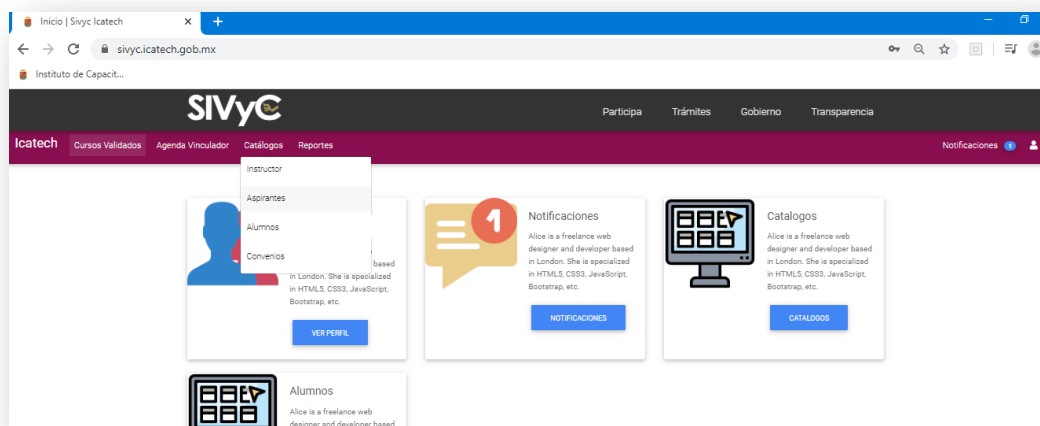 Inicio | Sivyc Icatech
sivyc.icatech.gob.mx
Instituto de Capacit...
SIVyC
Participa
Trámites
Gobierno
Transparencia
Icatech
Cursos Validados
Agenda Vinculador
Catálogos
Reportes
Notificaciones 1
Instructor
Aspirantes
Alumnos
Convenios
based
in London. She is specialized
in HTML5, CSS3, JavaScript,
Bootstrap, etc.
VER PERFIL
1
Notificaciones
Alice is a freelance web
designer and developer based
in London. She is specialized
in HTML5, CSS3, JavaScript,
Bootstrap, etc.
NOTIFICACIONES
Catalogos
Alice is a freelance web
designer and developer based
in London. She is specialized
in HTML5, CSS3, JavaScript,
Bootstrap, etc.
CATALOGOS
Alumnos
Alice is a freelance web
designer and developer based